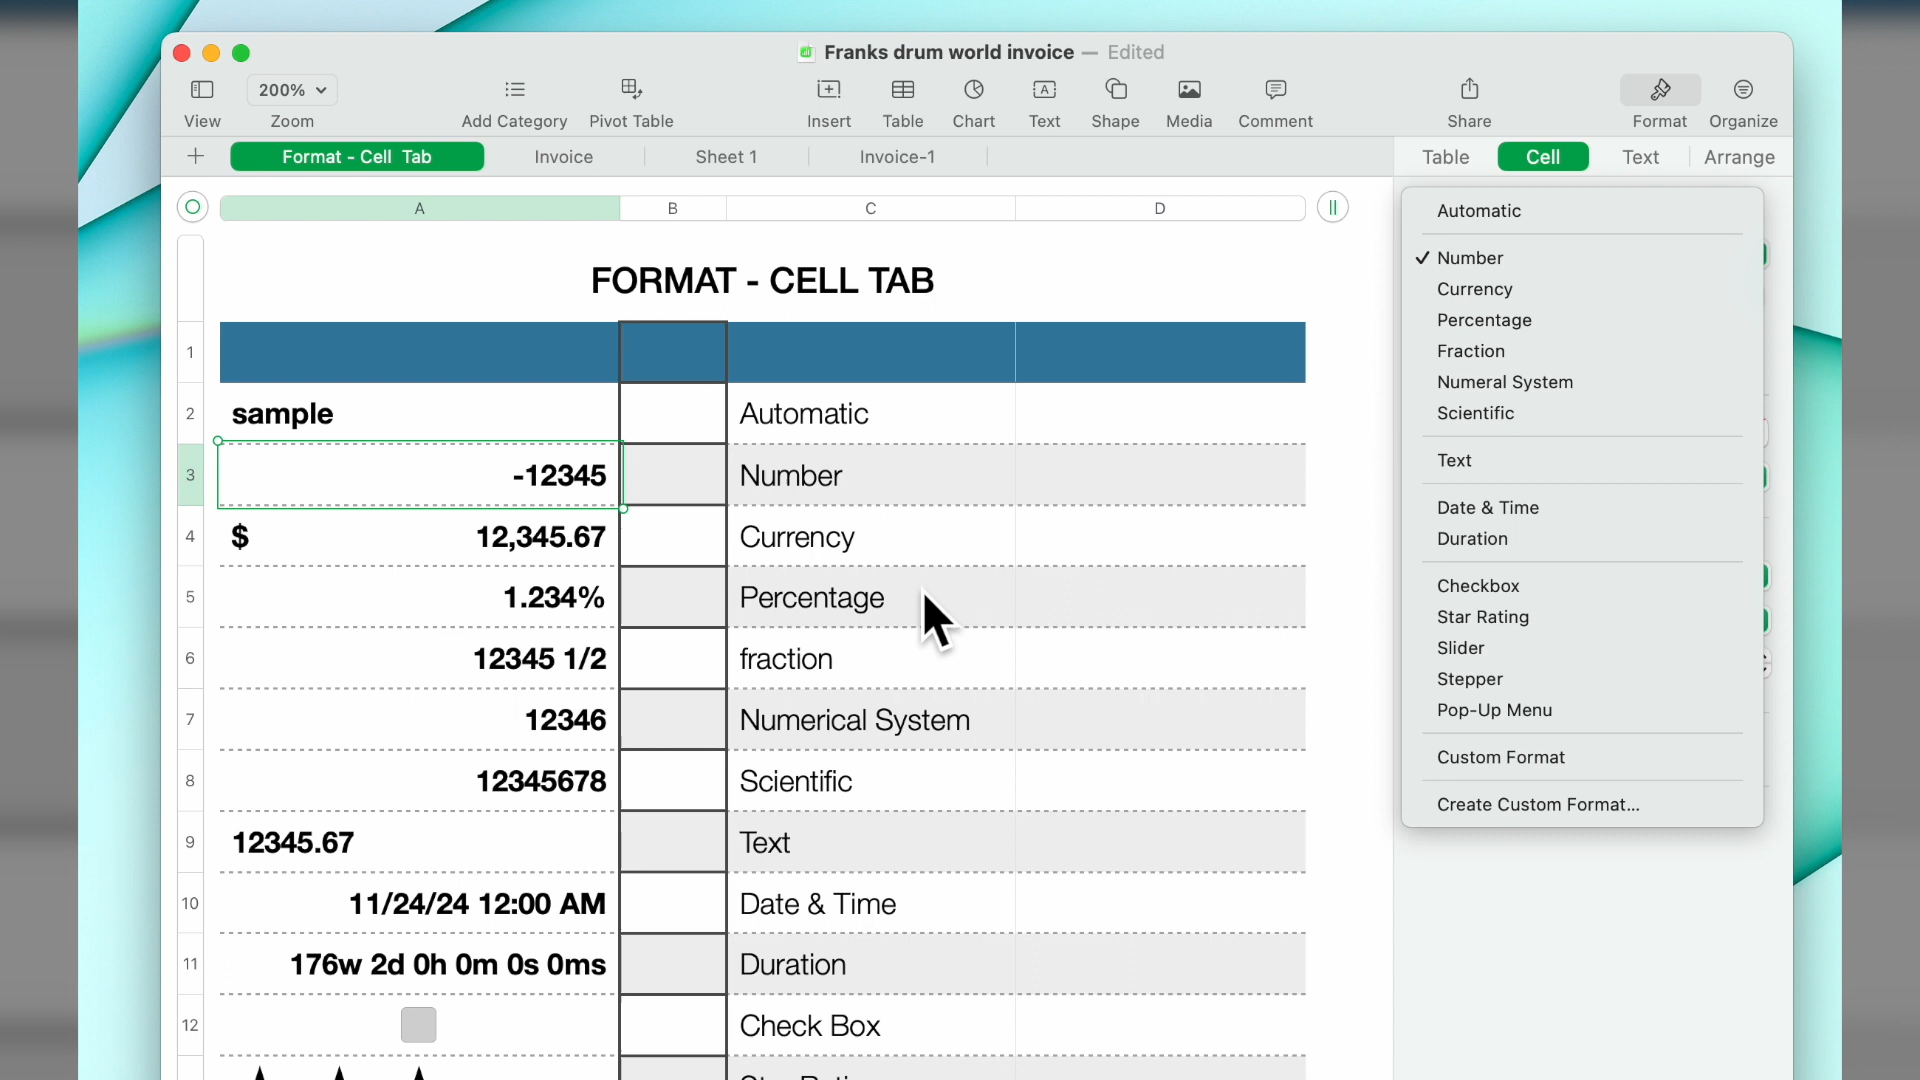 Franks drum world invoice — Edited
200%
View
Zoom
Add Category
Pivot Table
Insert
Table
Chart
Text
Shape
Media
Comment
Share
Format
Organize
Format - Cell Tab
Invoice
Sheet 1
Invoice-1
Table
Cell
Text
Arrange
A
B
C
D
FORMAT - CELL TAB
1
2 sample Automatic
3 -12345 Number
4 $ 12,345.67 Currency
5 1.234% Percentage
6 12345 1/2 fraction
7 12346 Numerical System
8 12345678 Scientific
9 12345.67 Text
10 11/24/24 12:00 AM Date & Time
11 176w 2d 0h 0m 0s 0ms Duration
12 Check Box
Automatic
✓ Number
Currency
Percentage
Fraction
Numeral System
Scientific
Text
Date & Time
Duration
Checkbox
Star Rating
Slider
Stepper
Pop-Up Menu
Custom Format
Create Custom Format...